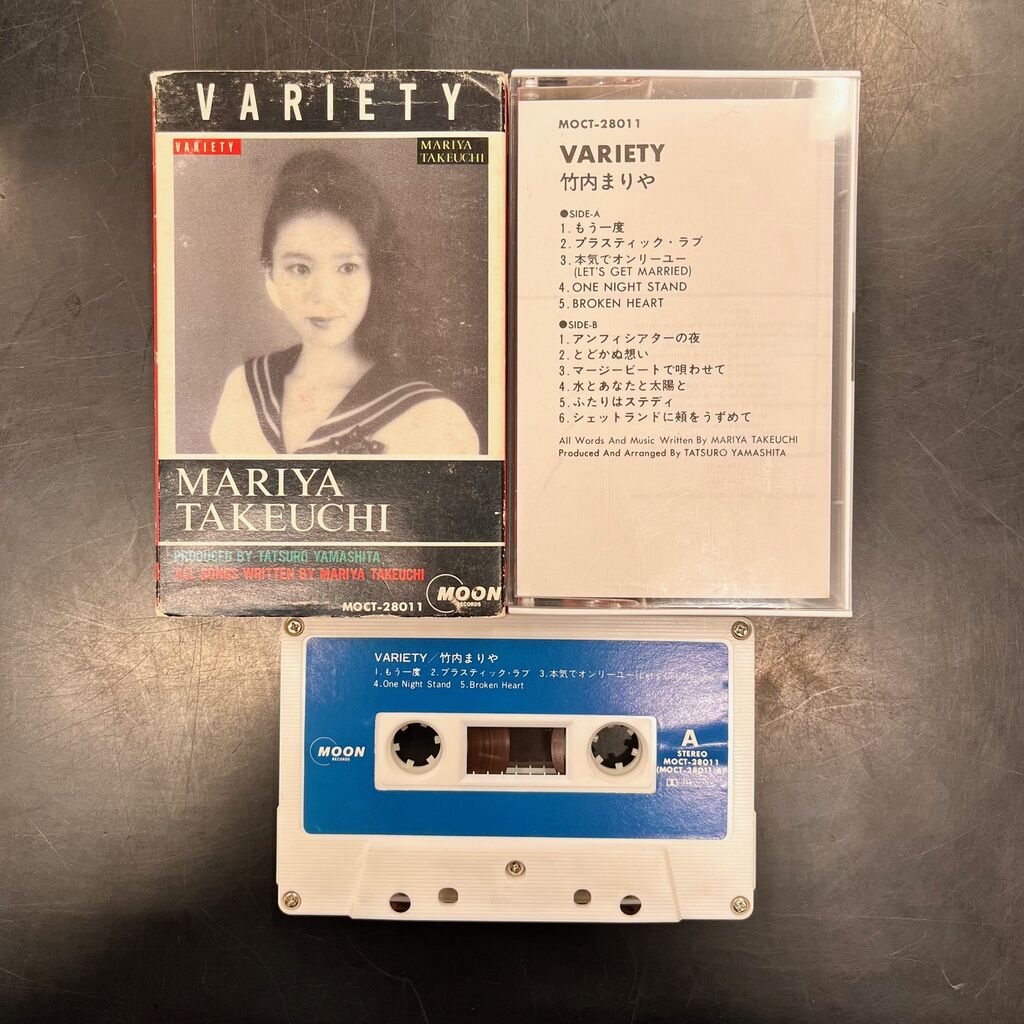 VARIETY
VARIETY
MARIYA
TAKEUCHI
MARIYA
TAKEUCHI
PRODUCED BY TATSURO YAMASHITA
ALL SONGS WRITTEN BY MARIYA TAKEUCHI
MOCT-28011
MOON
RECORDS
MOCT-28011
VARIETY
竹内まりや
●SIDE-A
1.もう一度
2.プラスティック・ラブ
3.本気でオンリーユー
(LET'S GET MARRIED)
4.ONE NIGHT STAND
5.BROKEN HEART
●SIDE-B
1.アンフィシアターの夜
2.とどかぬ想い
3.マージービートで唄わせて
4.水とあなたと太陽と
5.ふたりはステディ
6.シェットランドに頬をうずめて
All Words And Music Written By MARIYA TAKEUCHI
Produced And Arranged By TATSURO YAMASHITA
VARIETY/竹内まりや
1.もう一度 2.プラスティック・ラブ 3.本気でオンリーユー(Let's Get
4.One Night Stand 5.Broken Heart
MOON
RECORDS
A
STEREO
MOCT-28011
(MOCT-28011-A)